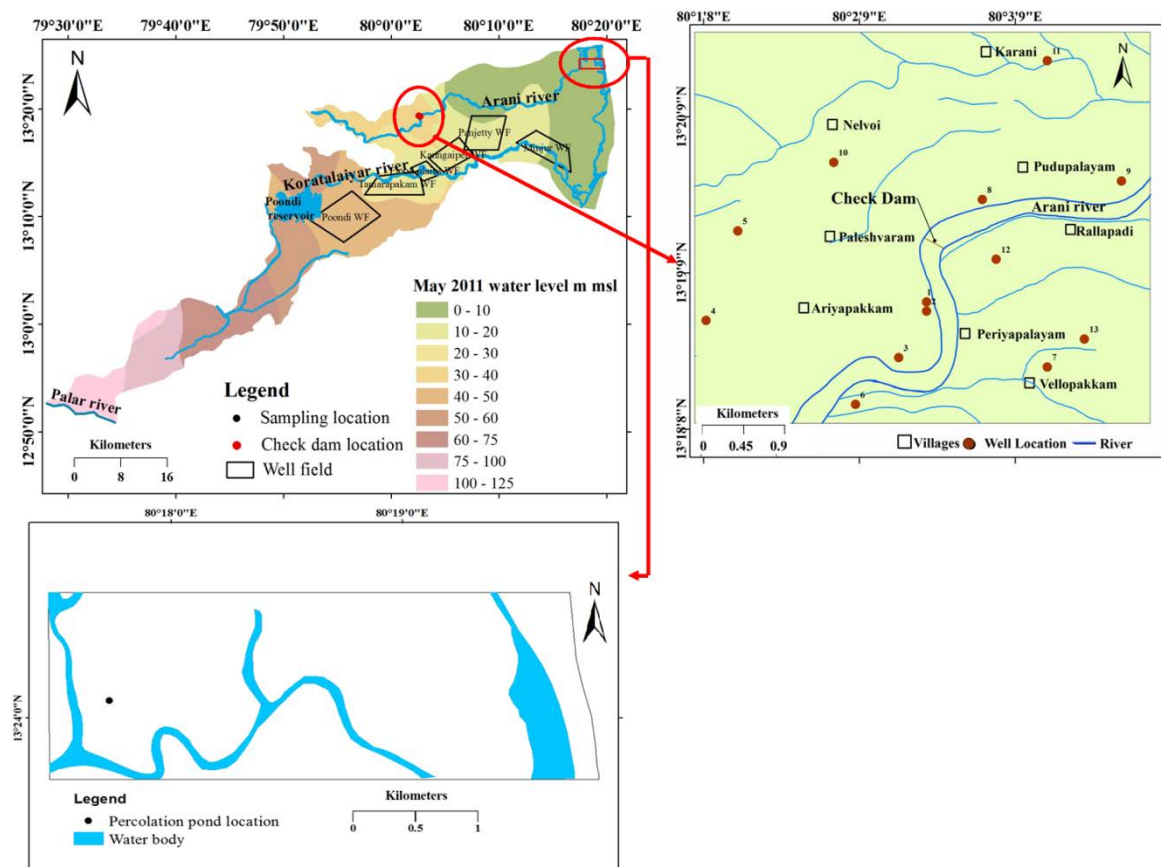 79°30'0"E 79°40'0"E 79°50'0"E 80°0'0"E 80°10'0"E 80°20'0"E
N
13°20'0"N
13°10'0"N
13°0'0"N
12°50'0"N
Arani river
Panjetty WF
Minjur WF
Koratalaiyar river
Tamarapakam WF
Poondi
reservoir
Poondi WF
Palar river
May 2011 water level m msl
0 - 10
10 - 20
20 - 30
30 - 40
40 - 50
50 - 60
60 - 75
75 - 100
100 - 125
Legend
Sampling location
Check dam location
Well field
Kilometers
0 8 16
80°1'8"E 80°2'9"E 80°3'9"E
N
13°20'9"N
13°19'9"N
13°18'8"N
Karani
11
Nelvoi
10
Pudupalayam
9
8
Check Dam
Arani river
5
Paleshvaram
Rallapadi
12
1
2
Ariyapakkam
4
Periyapalayam
13
3
7
Vellopakkam
6
Kilometers
0 0.45 0.9
Villages Well Location River
80°18'0"E 80°19'0"E
N
13°24'0"N
Legend
Percolation pond location
Water body
Kilometers
0 0.5 1